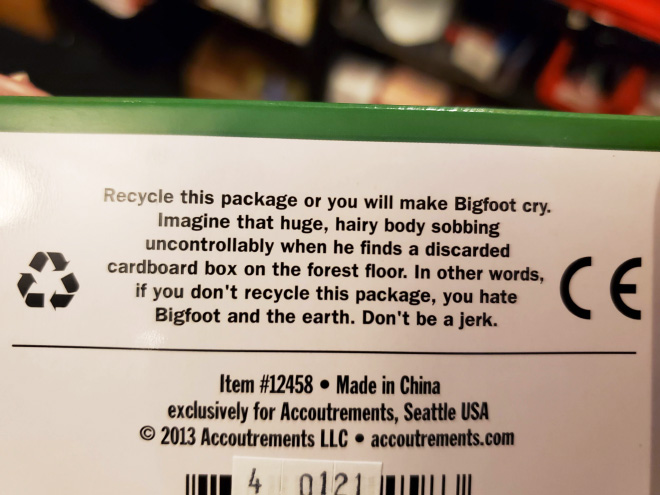 Recycle this package or you will make Bigfoot cry.
Imagine that huge, hairy body sobbing
uncontrollably when he finds a discarded
cardboard box on the forest floor. In other words,
if you don't recycle this package, you hate
Bigfoot and the earth. Don't be a jerk.
CE
Item #12458 • Made in China
exclusively for Accoutrements, Seattle USA
© 2013 Accoutrements LLC • accoutrements.com
4 0121